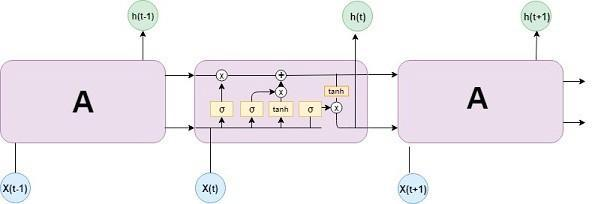 h(t-1)
h(t)
h(t+1)
A
x
+
x
tanh
σ
σ
tanh
σ
x
A
X(t-1)
X(t)
X(t+1)